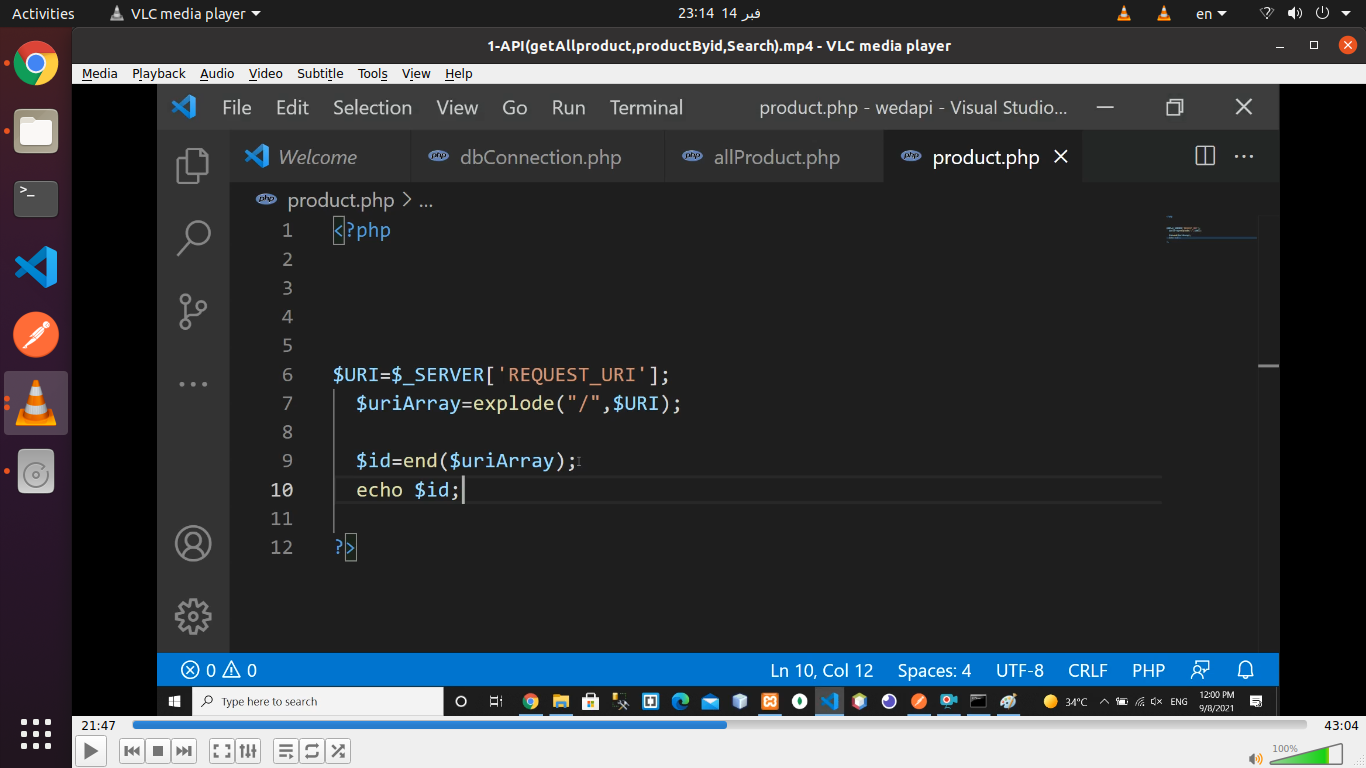 Activities
VLC media player
23:14 14 فبر
en
1-API(getAllproduct,productByid,Search).mp4 - VLC media player
Media Playback Audio Video Subtitle Tools View Help
File Edit Selection View Go Run Terminal
product.php - wedapi - Visual Studio...
Welcome
dbConnection.php
allProduct.php
product.php
product.php > ...
1 <?php
2
3
4
5
6 $URI=$_SERVER['REQUEST_URI'];
7 $uriArray=explode("/",$URI);
8
9 $id=end($uriArray);
10 echo $id;
11
12 ?>
0 0
Ln 10, Col 12 Spaces: 4 UTF-8 CRLF PHP
Type here to search
34°C
ENG
12:00 PM
9/8/2021
21:47
43:04
100%